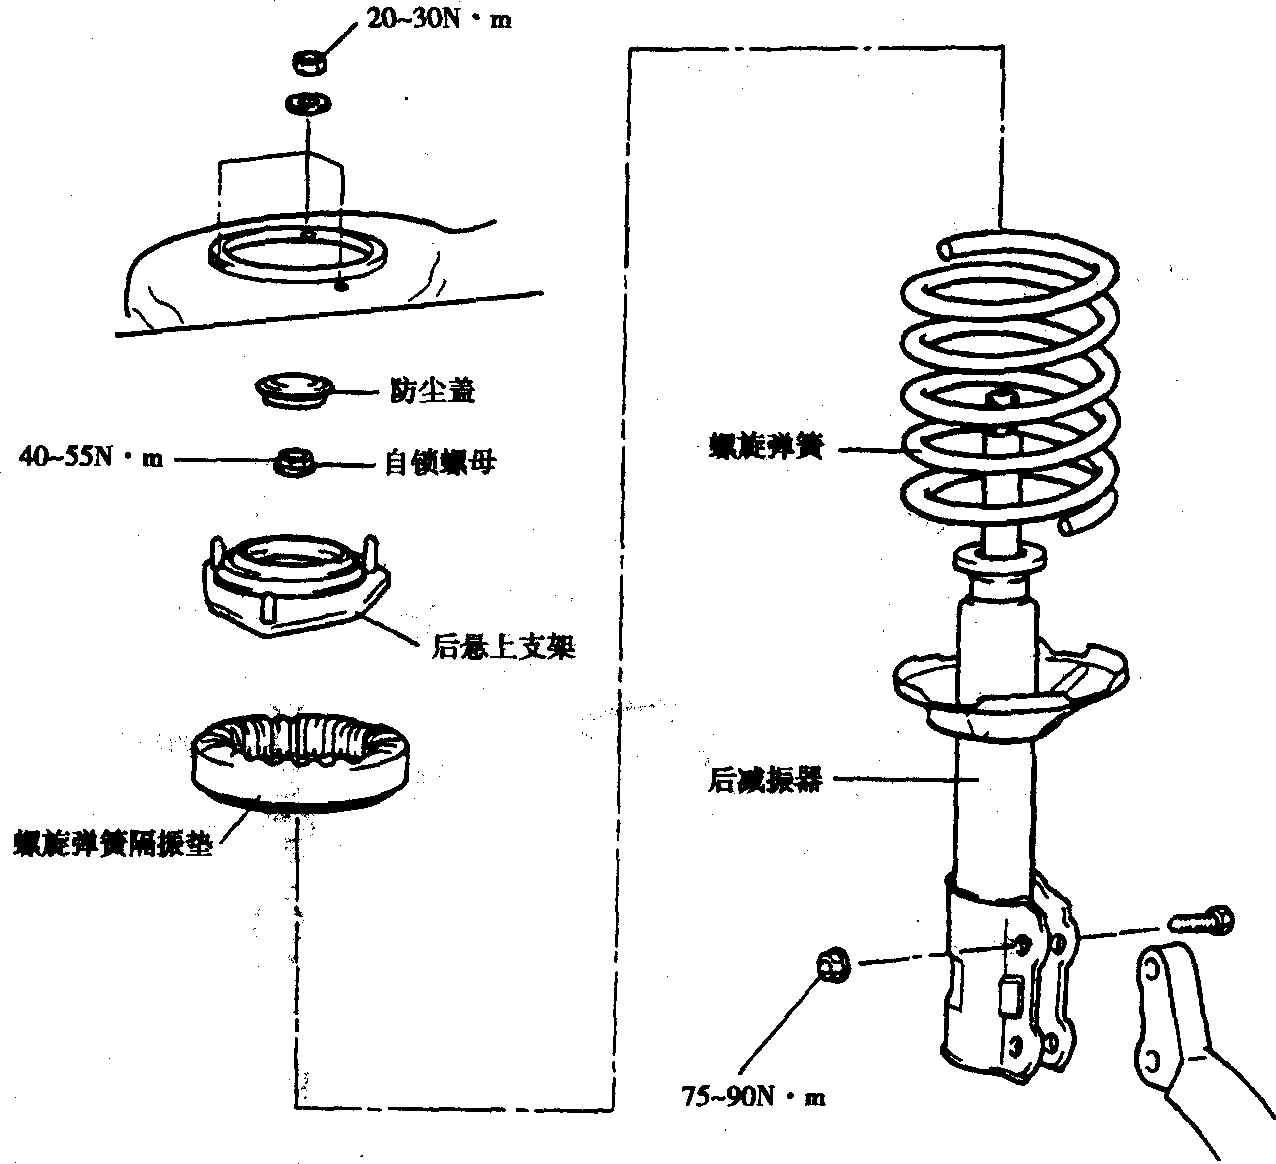 20~30N·m
防尘盖
40~55N·m
自锁螺母
后悬上支架
螺旋弹簧隔振垫
螺旋弹簧
后减振器
75~90N·m